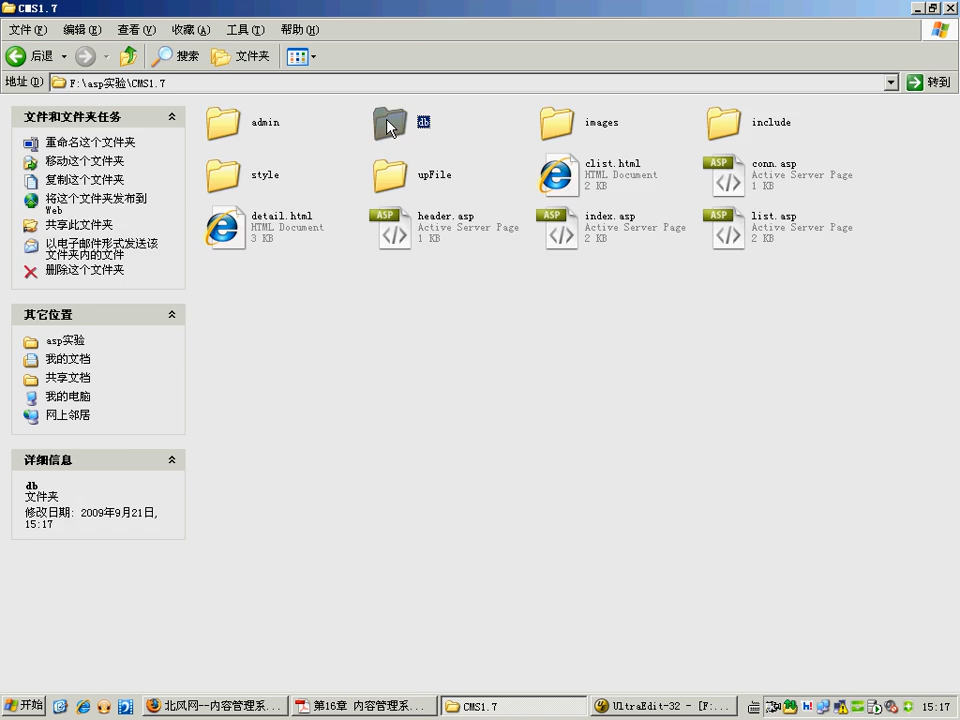 CMS1.7
文件(F) 编辑(E) 查看(V) 收藏(A) 工具(T) 帮助(H)
后退 搜索 文件夹
地址(D) F:\asp实验\CMS1.7 转到
文件和文件夹任务
重命名这个文件夹
移动这个文件夹
复制这个文件夹
将这个文件夹发布到
Web
共享此文件夹
以电子邮件形式发送该
文件夹内的文件
删除这个文件夹
其它位置
asp实验
我的文档
共享文档
我的电脑
网上邻居
详细信息
db
文件夹
修改日期: 2009年9月21日,
15:17
admin
db
images
include
style
upFile
clist.html
HTML Document
2 KB
conn.asp
Active Server Page
1 KB
detail.html
HTML Document
3 KB
header.asp
Active Server Page
1 KB
index.asp
Active Server Page
2 KB
list.asp
Active Server Page
2 KB
ASP
ASP
ASP
ASP
开始 北风网--内容管理系... 第16章 内容管理系... CMS1.7 UltraEdit-32 - [F:... 15:17